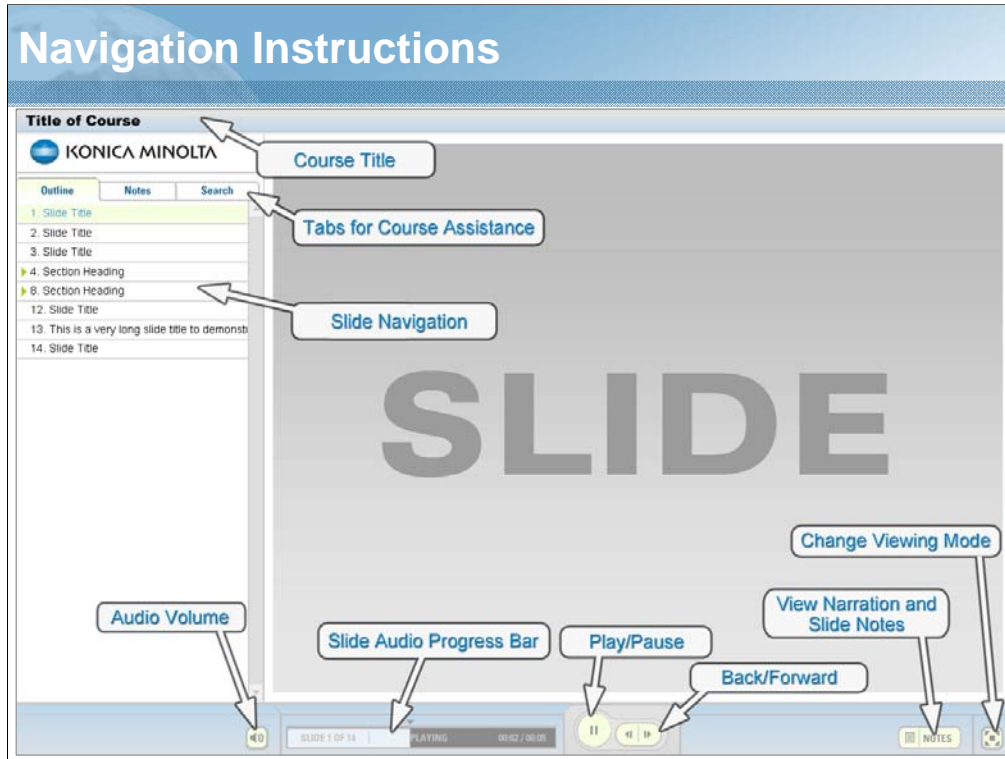 Navigation Instructions
Title of Course
KONICA MINOLTA
Course Title
Outline
Notes
Search
Tabs for Course Assistance
1. Slide Title
2. Slide Title
3. Slide Title
4. Section Heading
8. Section Heading
12. Slide Title
13. This is a very long slide title to demonst
14. Slide Title
Slide Navigation
SLIDE
Change Viewing Mode
View Narration and
Slide Notes
Audio Volume
Slide Audio Progress Bar
Play/Pause
Back/Forward
SLIDE 1 OF 14
PLAYING
00:02 / 00:05
NOTES